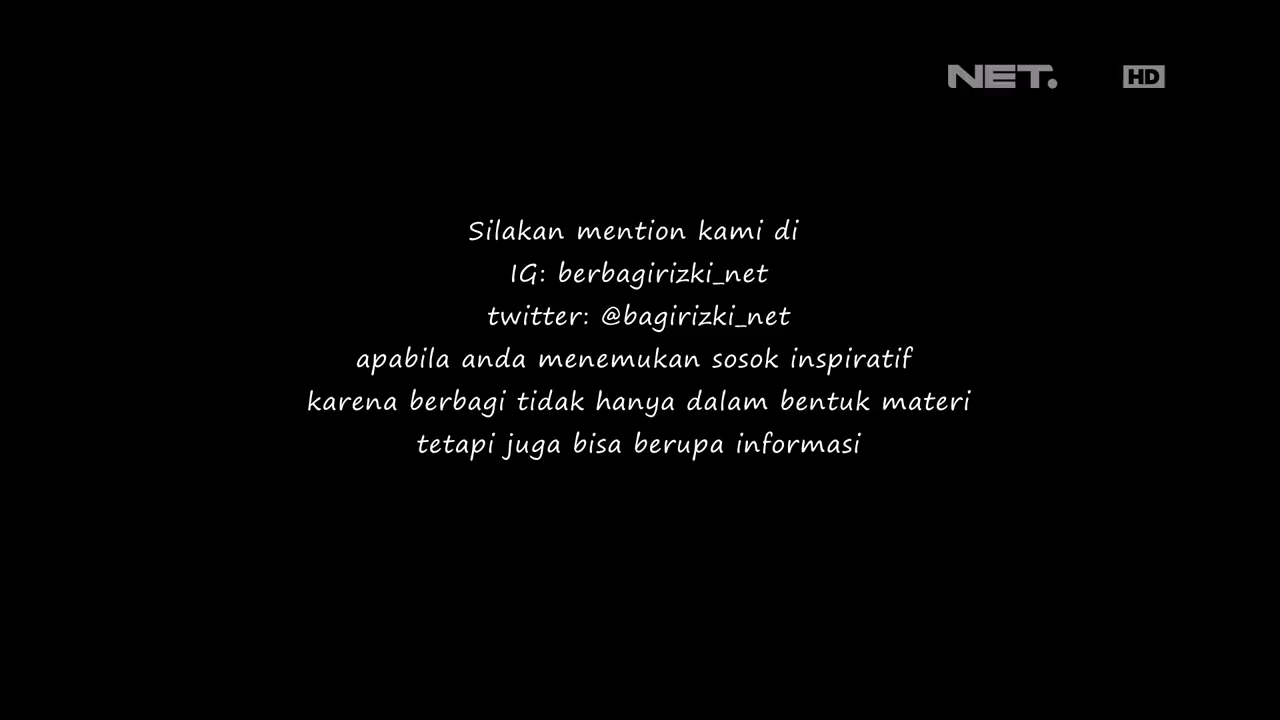 NET. HD
Silakan mention kami di
IG: berbagirizki_net
twitter: @bagirizki_net
apabila anda menemukan sosok inspiratif
karena berbagi tidak hanya dalam bentuk materi
tetapi juga bisa berupa informasi